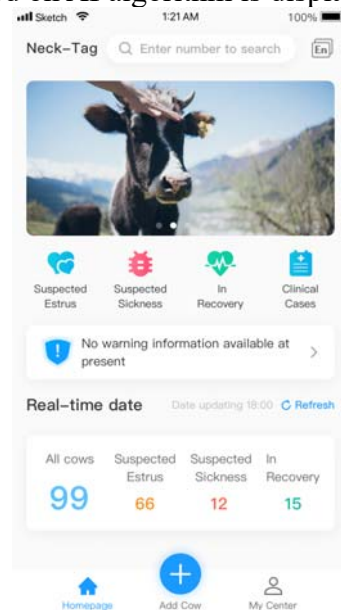 Sketch 1:21 AM 100%
Neck-Tag Enter number to search En
Suspected Estrus
Suspected Sickness
In Recovery
Clinical Cases
No warning information available at
present
Real-time date Date updating 18:00 Refresh
All cows
99
Suspected Estrus
66
Suspected Sickness
12
In Recovery
15
Homepage Add Cow My Center